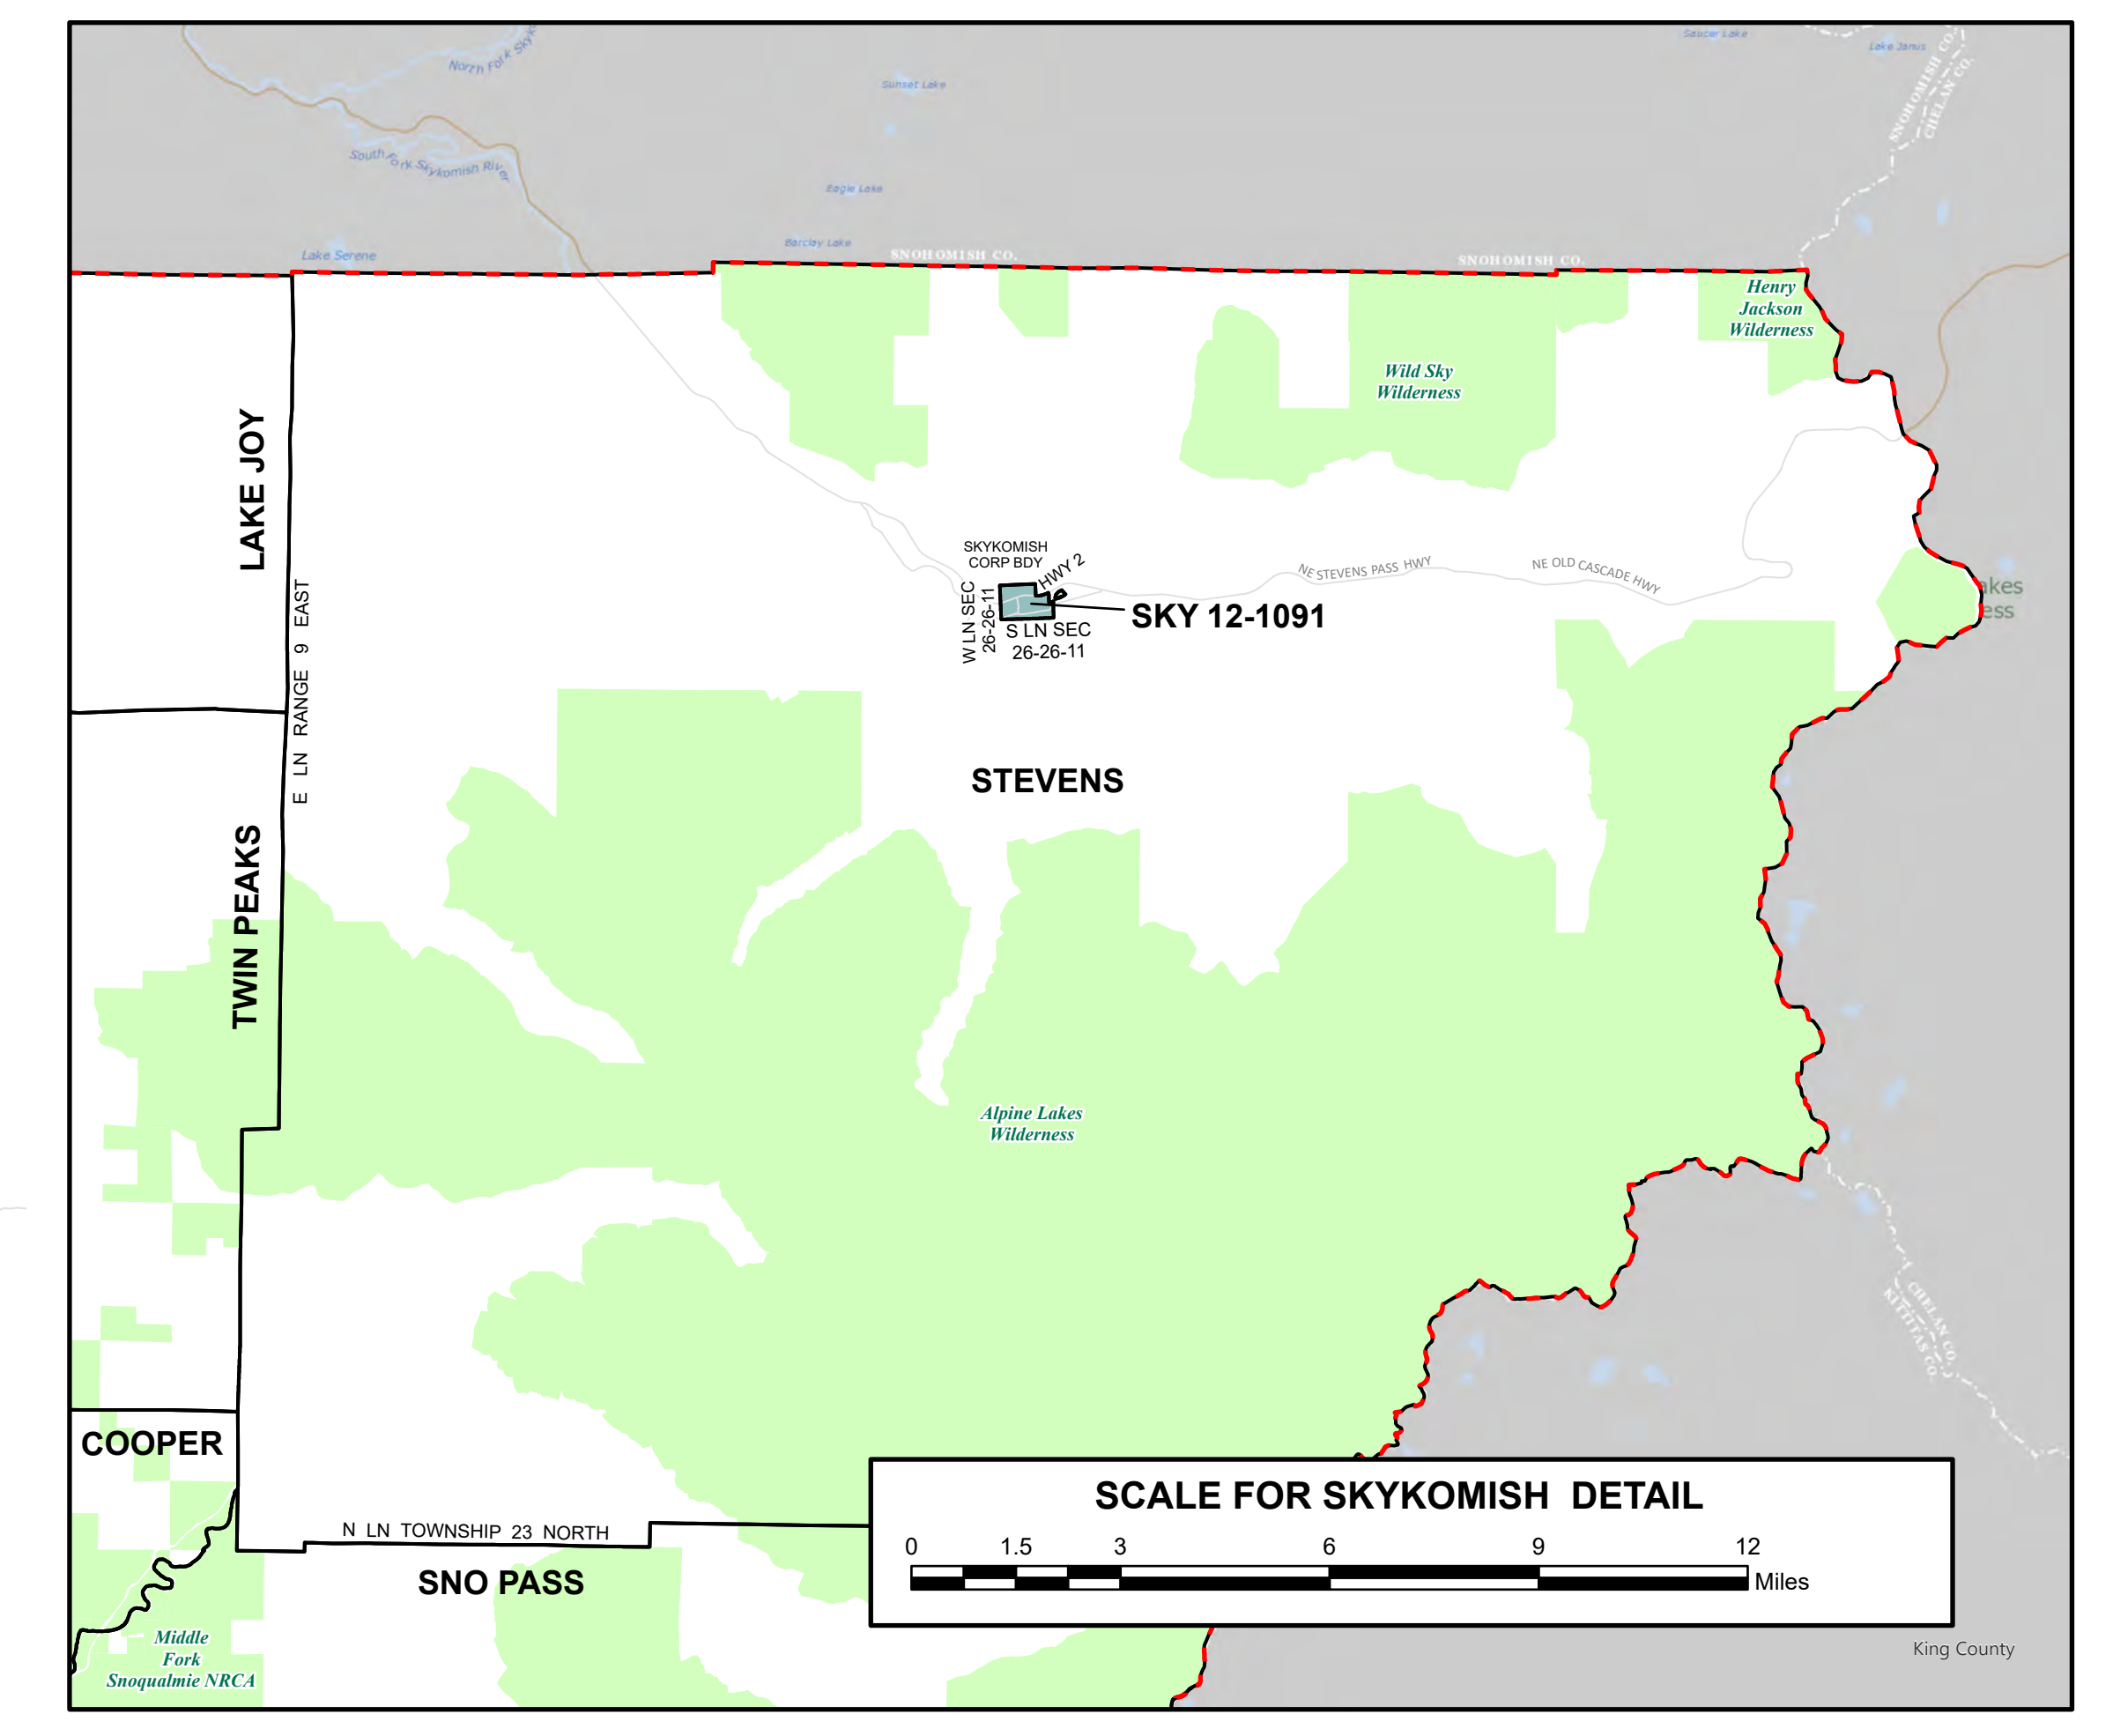 North Fork Skyko
Saucer Lake
Lake Janus
SNOHOMISH CO.
CHELAN CO.
Sunset Lake
South Fork Skykomish River
Eagle Lake
Barclay Lake
Lake Serene
SNOHOMISH CO.
SNOHOMISH CO.
Henry
Jackson
Wilderness
Wild Sky
Wilderness
LAKE JOY
SKYKOMISH
CORP BDY
HWY 2
NE STEVENS PASS HWY
NE OLD CASCADE HWY
W LN SEC
26-26-11
SKY 12-1091
S LN SEC
26-26-11
akes
ess
E LN RANGE 9 EAST
STEVENS
TWIN PEAKS
Alpine Lakes
Wilderness
CHELAN CO.
KITTITAS CO.
COOPER
N LN TOWNSHIP 23 NORTH
SNO PASS
SCALE FOR SKYKOMISH DETAIL
0 1.5 3 6 9 12
Miles
Middle
Fork
Snoqualmie NRCA
King County